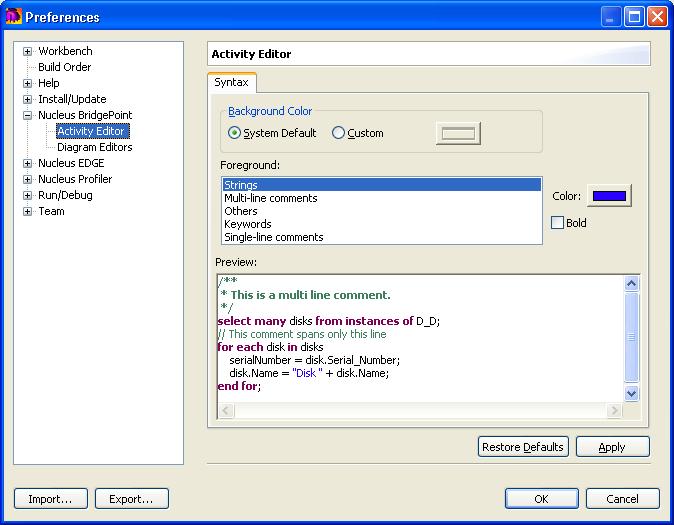 Preferences
Workbench
Build Order
Help
Install/Update
Nucleus BridgePoint
Activity Editor
Diagram Editors
Nucleus EDGE
Nucleus Profiler
Run/Debug
Team
Activity Editor
Syntax
Background Color
System Default Custom
Foreground:
Strings
Multi-line comments
Others
Keywords
Single-line comments
Color:
Bold
Preview:
/**
* This is a multi line comment.
*/
select many disks from instances of D_D;
// This comment spans only this line
for each disk in disks
serialNumber = disk.Serial_Number;
disk.Name = "Disk " + disk.Name;
end for;
Restore Defaults Apply
Import... Export... OK Cancel